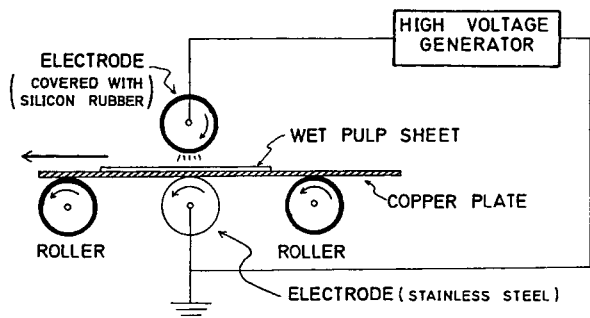 HIGH VOLTAGE
GENERATOR
ELECTRODE
(COVERED WITH
SILICON RUBBER)
WET PULP SHEET
COPPER PLATE
ROLLER
ROLLER
ELECTRODE (STAINLESS STEEL)